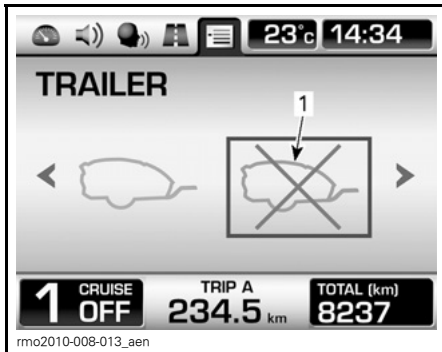 23°c 14:34
TRAILER
1
1 CRUISE OFF TRIP A 234.5 km TOTAL (km) 8237
rmo2010-008-013_aen